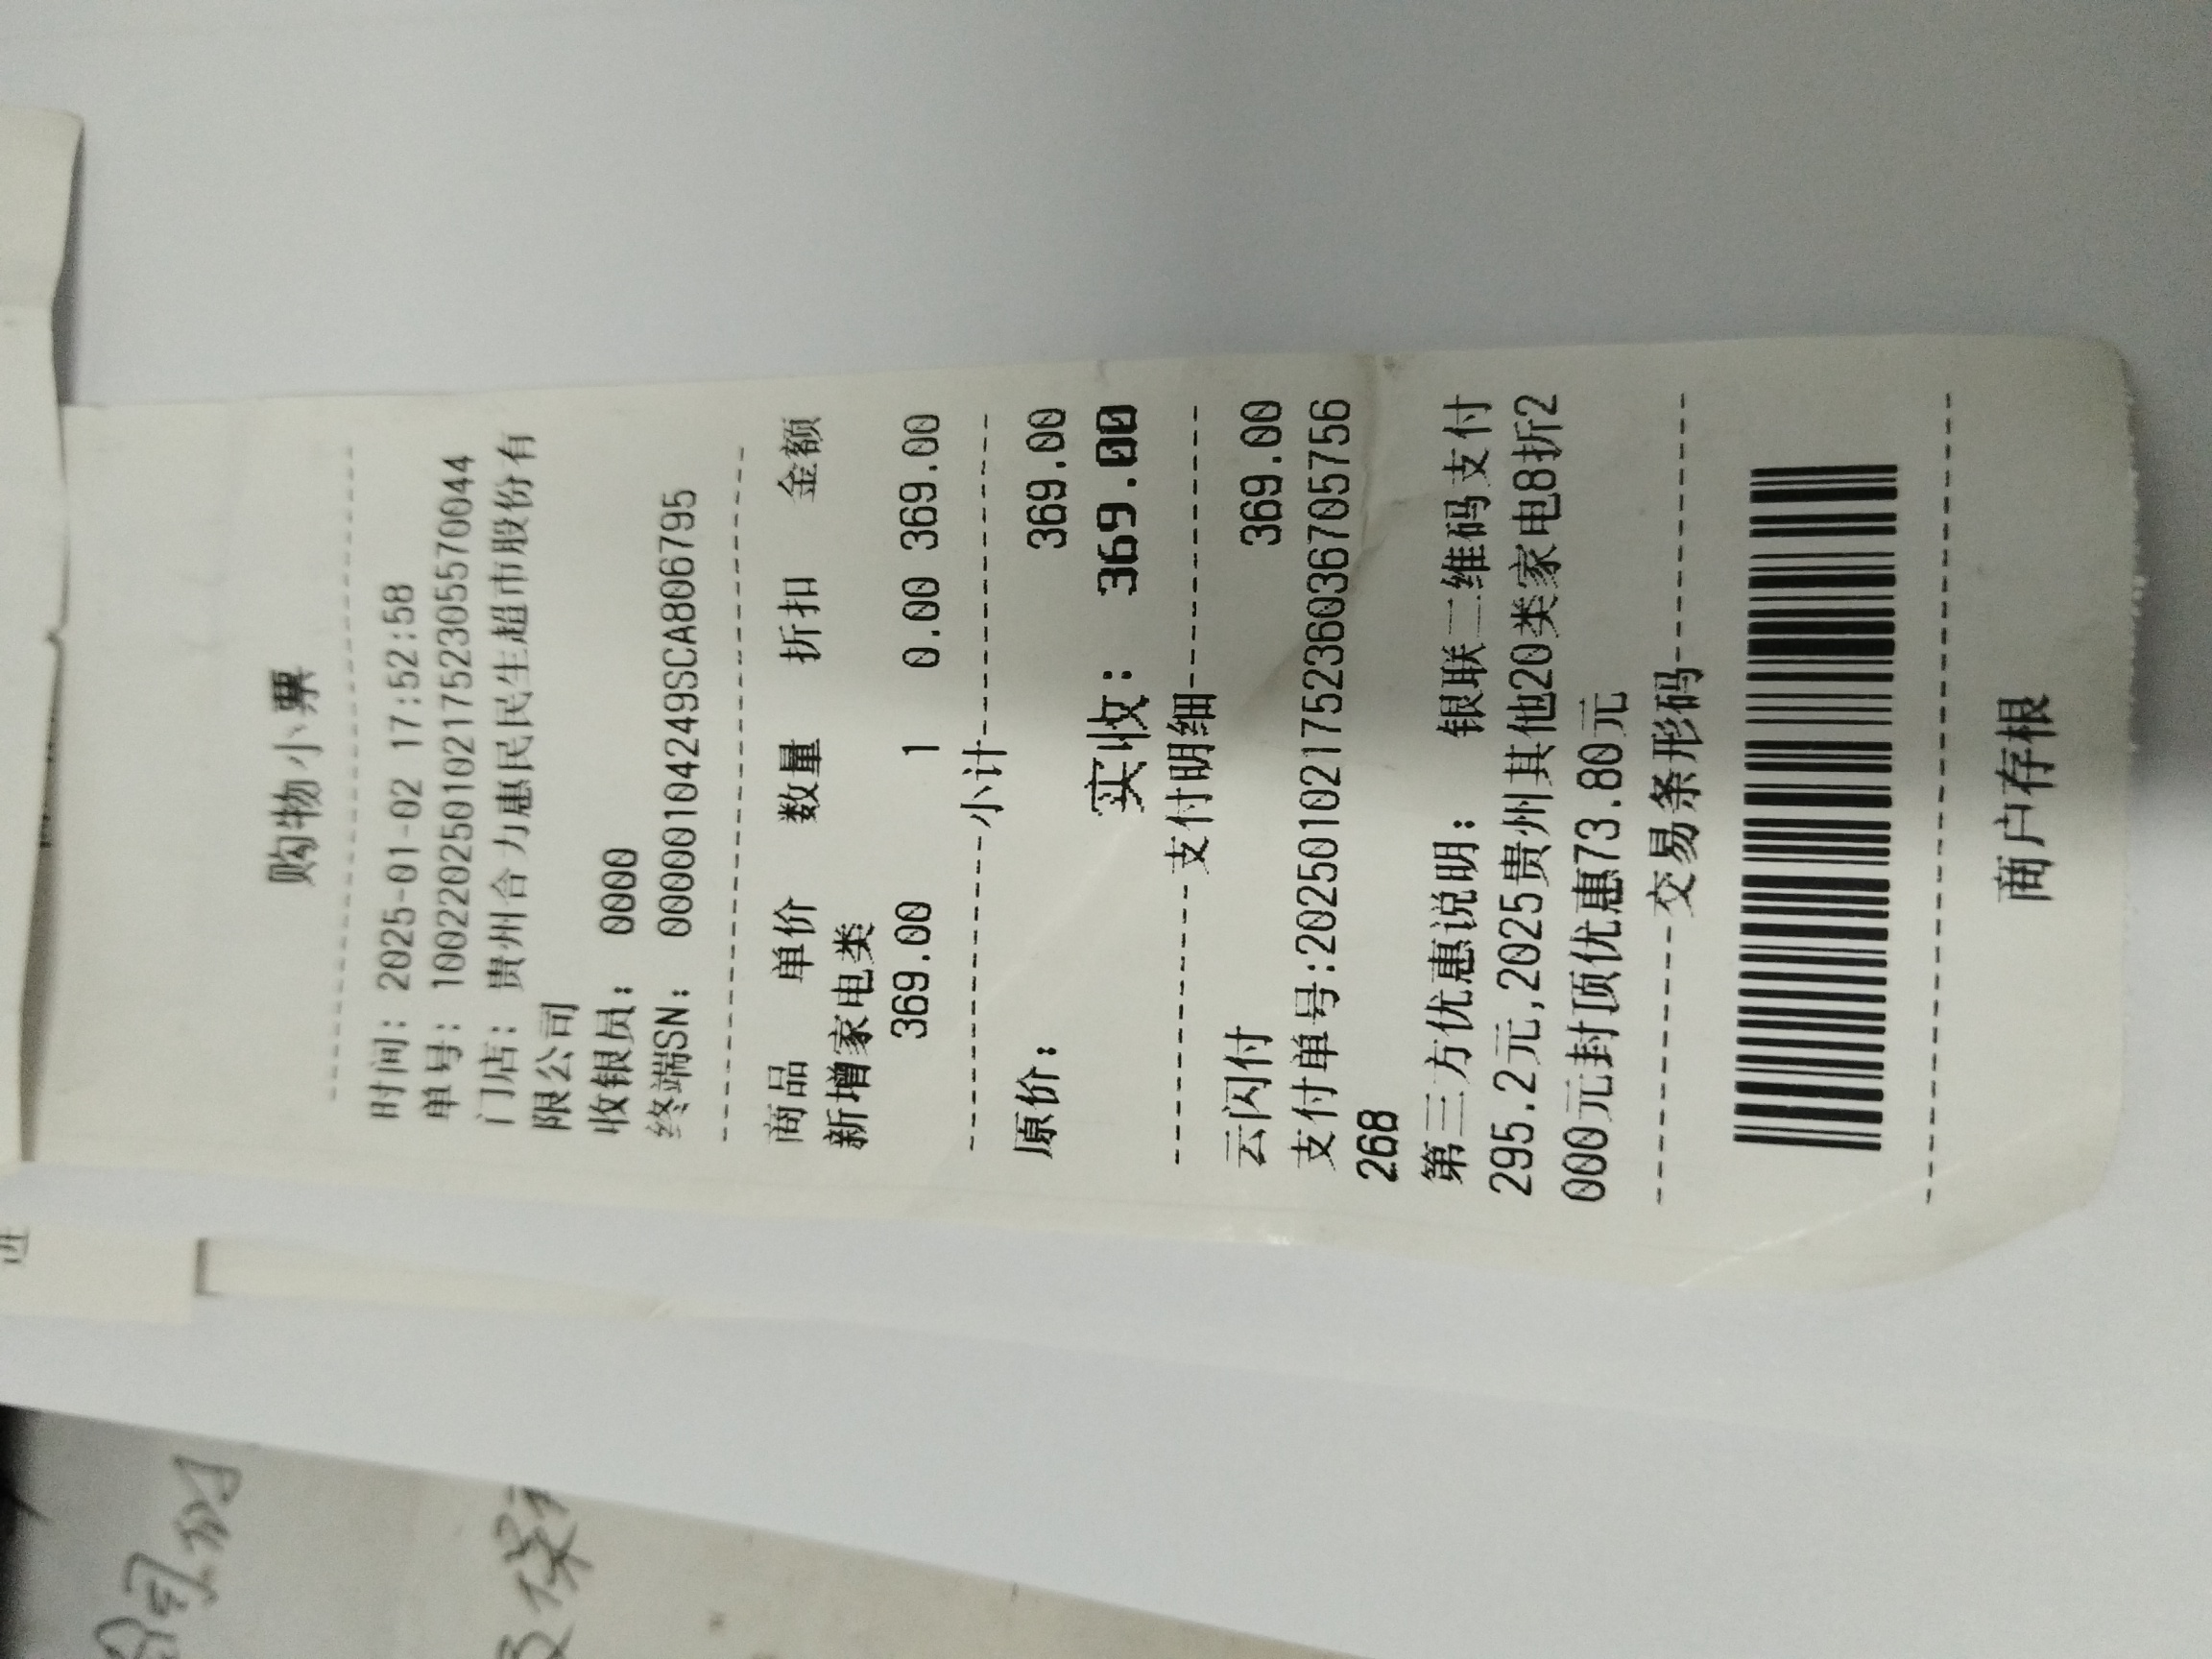 购物小票
时间: 2025-01-02 17:52:58
单号: 10022025010217523055570044
门店: 贵州合力惠民民生超市股份有
限公司
收银员: 0000
终端SN: 00000104249SCA806795
商品 单价 数量 折扣 金额
新增家电类
369.00 1 0.00 369.00
小计
原价: 369.00
实收: 369.00
支付明细
云闪付 369.00
支付单号:20250102175236036705756
268
第三方优惠说明: 银联二维码支付
295.2元,2025贵州其他20类家电8折2
000元封顶优惠73.80元
交易条形码
商户存根